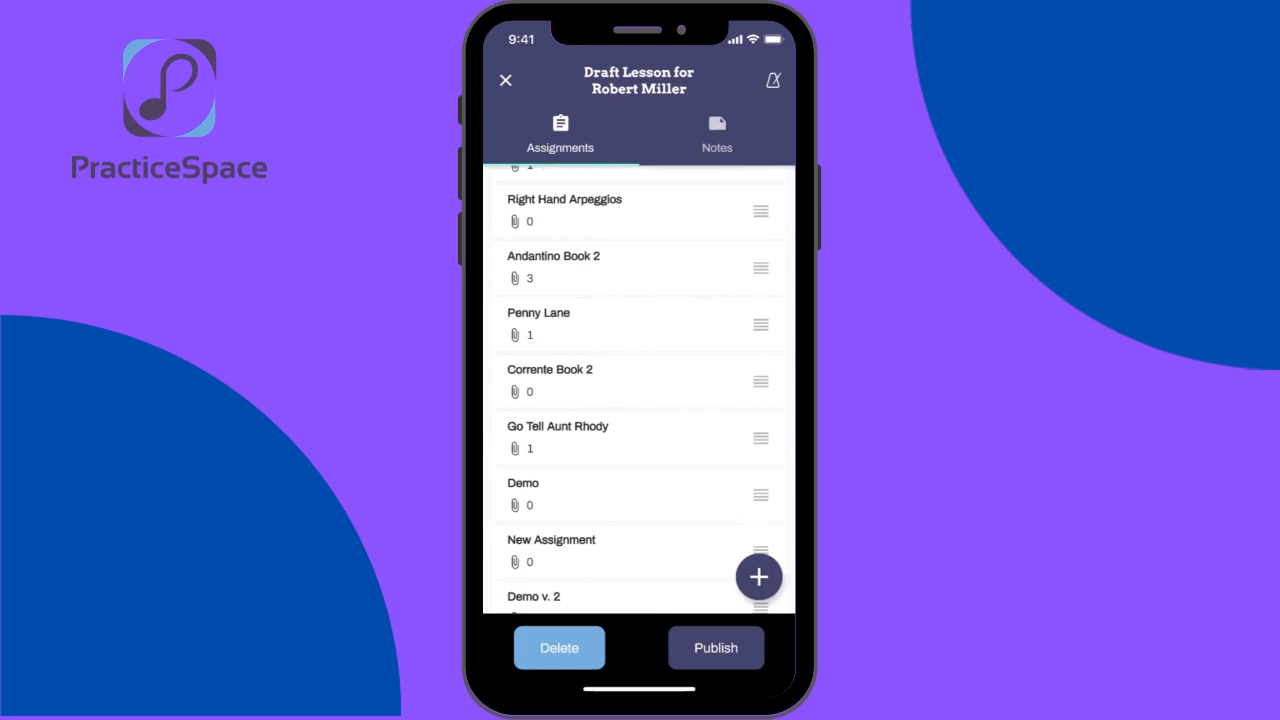 PracticeSpace
9:41
Draft Lesson for
Robert Miller
Assignments
Notes
1
Right Hand Arpeggios
0
Andantino Book 2
3
Penny Lane
1
Corrente Book 2
0
Go Tell Aunt Rhody
1
Demo
0
New Assignment
0
Demo v. 2
Delete
Publish